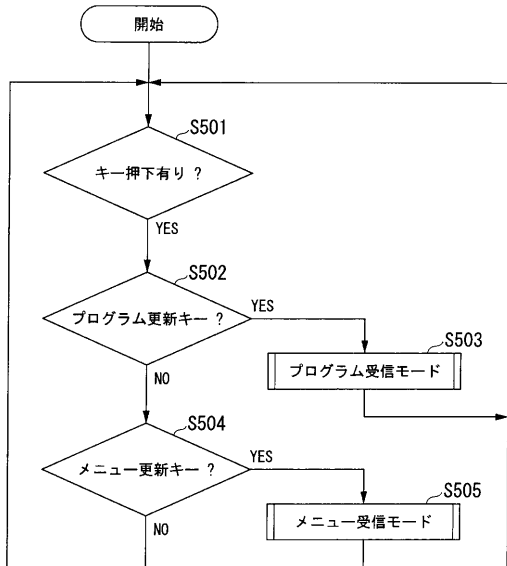 開始
S501
キー押下有り ?
YES
S502
プログラム更新キー ?
YES
S503
プログラム受信モード
NO
S504
メニュー更新キー ?
YES
S505
メニュー受信モード
NO